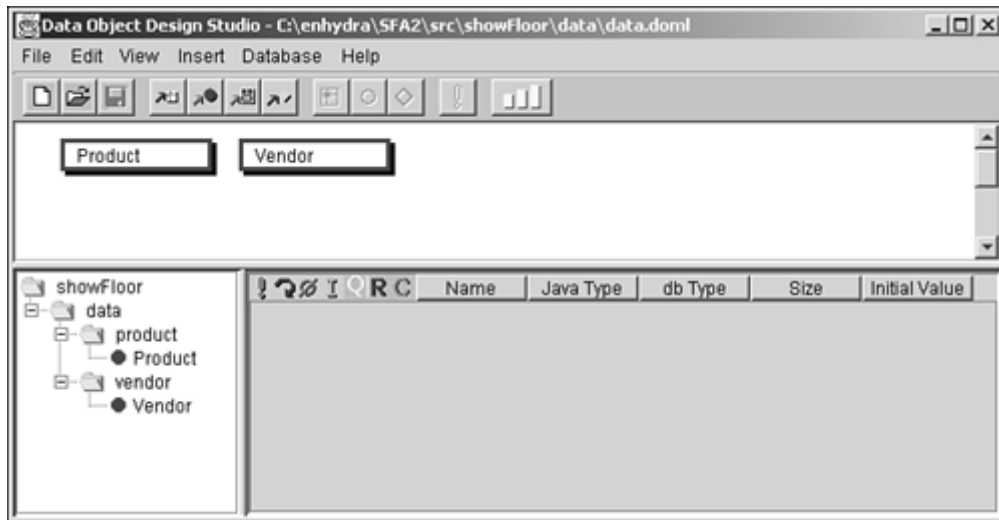 Data Object Design Studio - C:\enhydra\SFA2\src\showFloor\data\data.doml
File Edit View Insert Database Help
Product Vendor
showFloor
data
product
Product
vendor
Vendor
! I Q R C Name Java Type db Type Size Initial Value